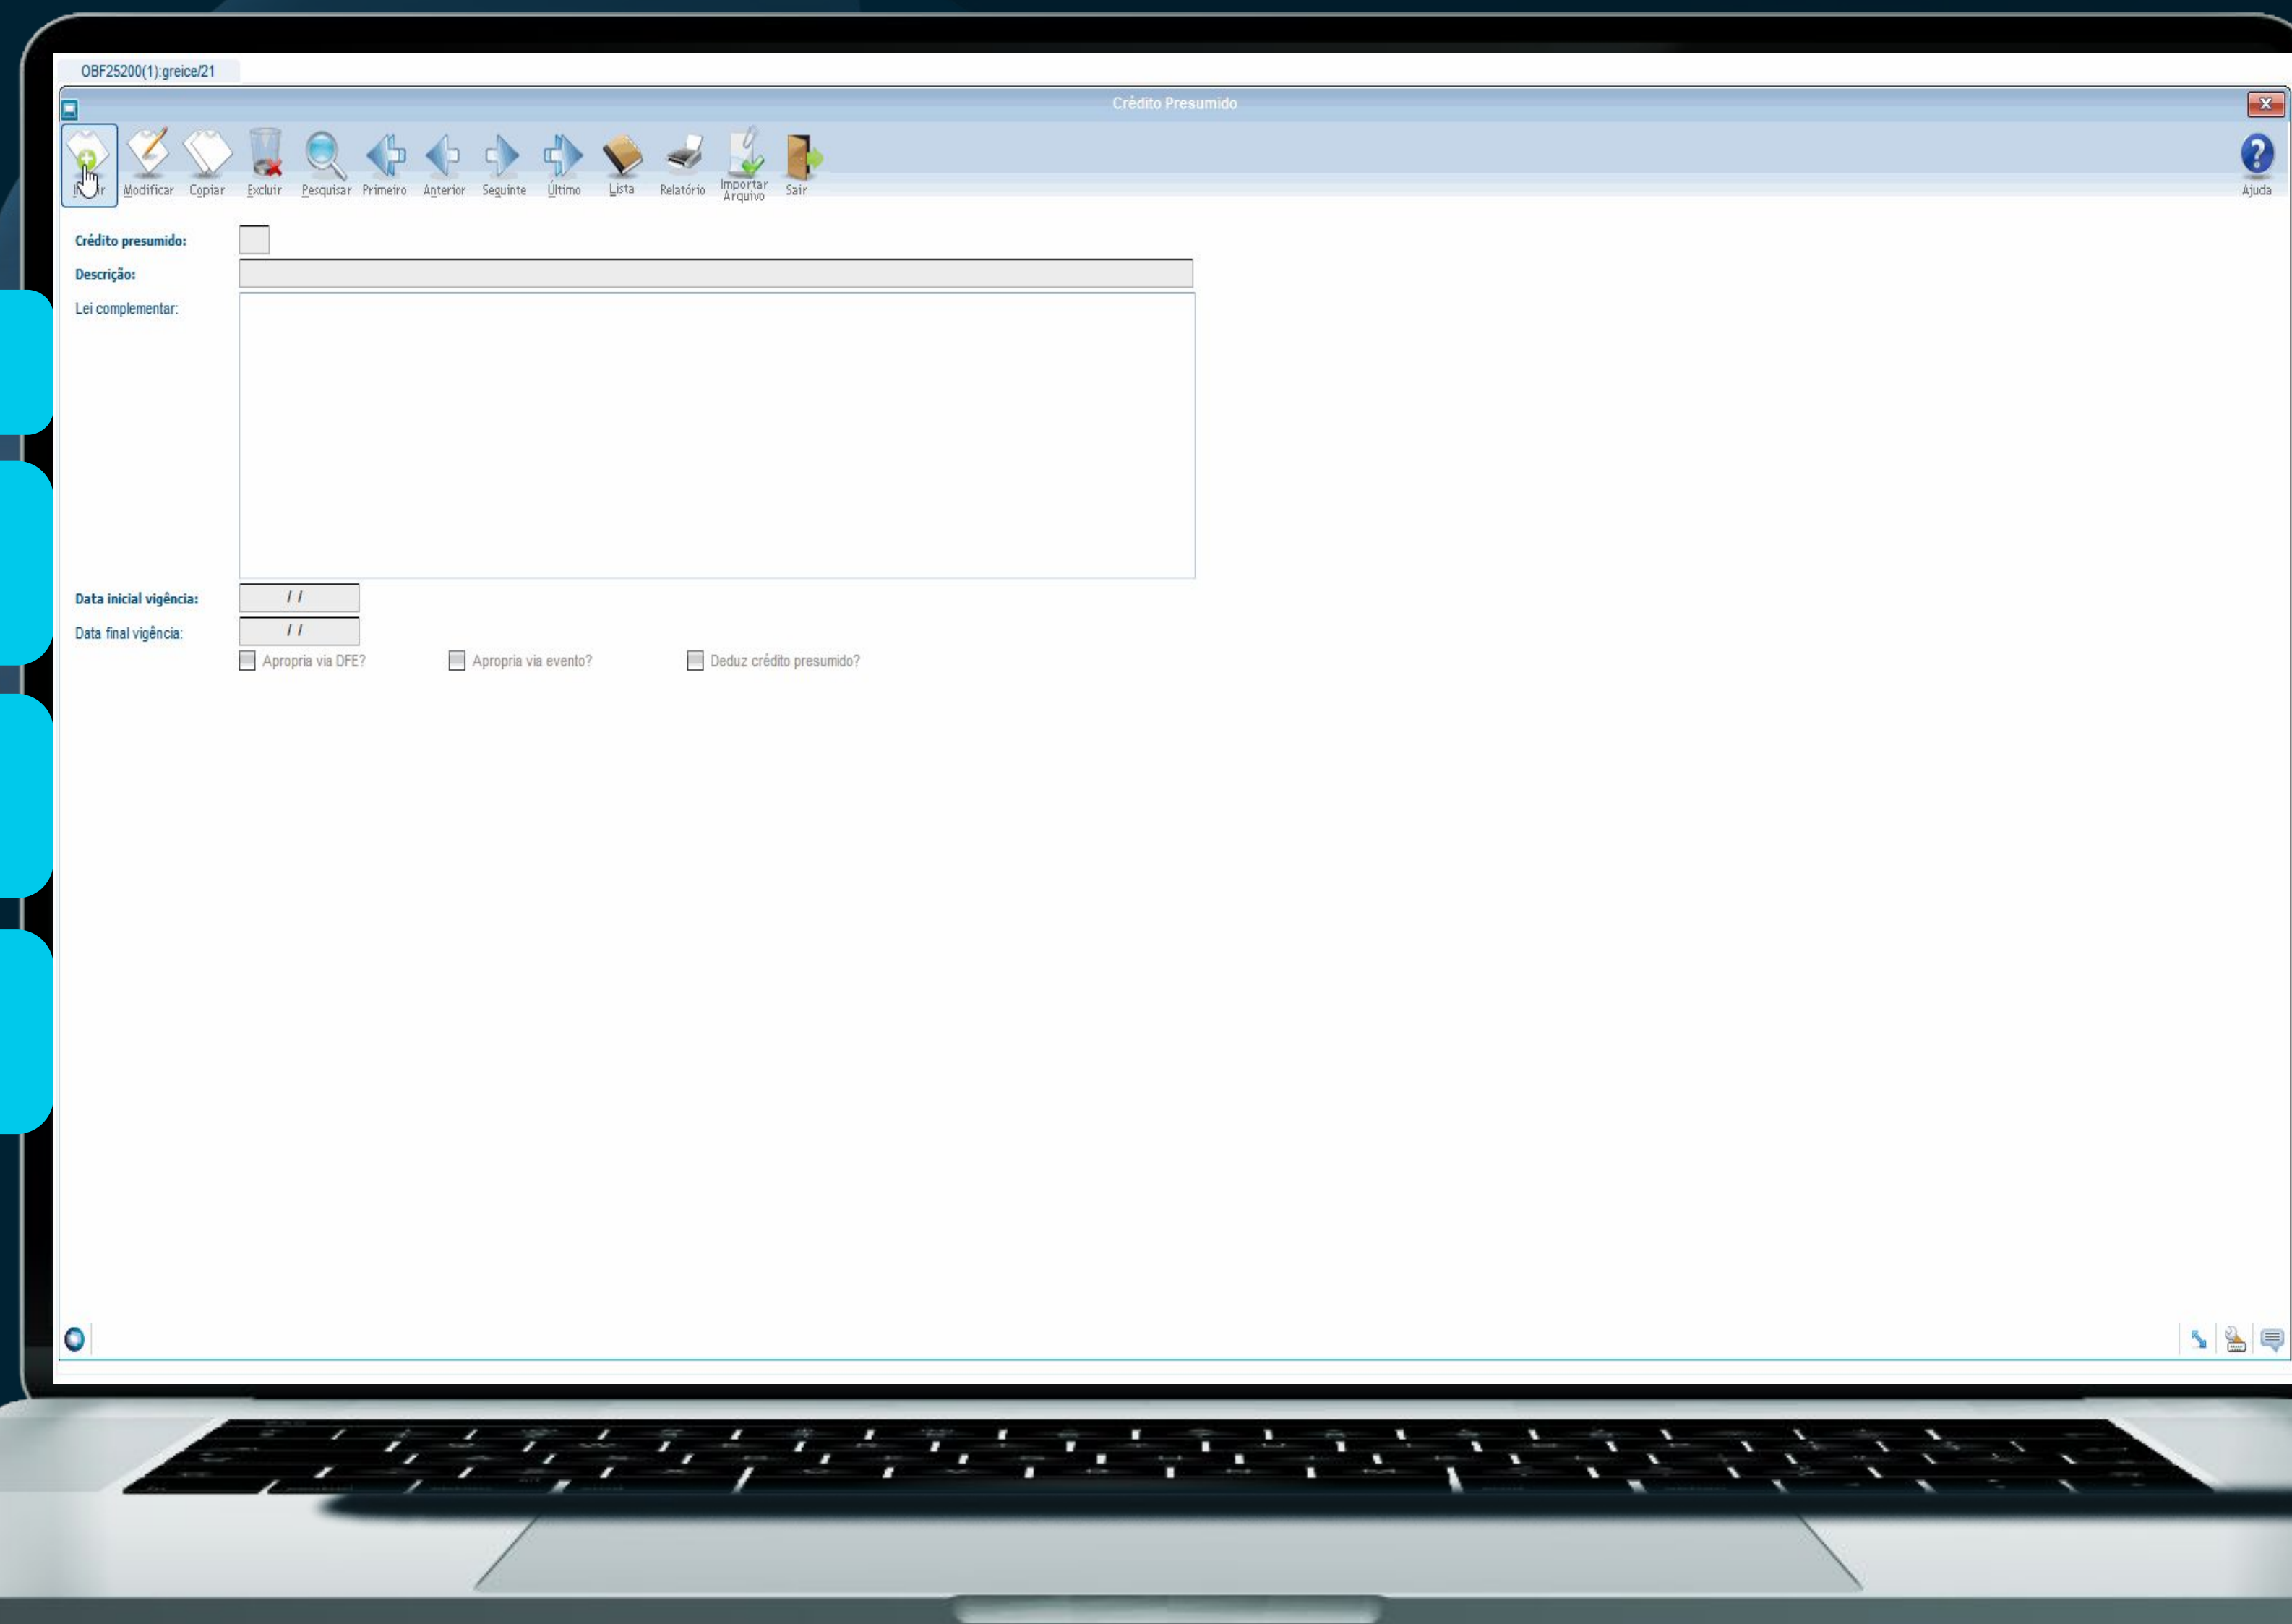 OBF25200(1):greice/21
Crédito Presumido
Modificar Copiar Excluir Pesquisar Primeiro Anterior Seguinte Último Lista Relatório Importar Arquivo Sair Ajuda
Crédito presumido:
Descrição:
Lei complementar:
Data inicial vigência: / /
Data final vigência: / /
Apropria via DFE? Apropria via evento? Deduz crédito presumido?